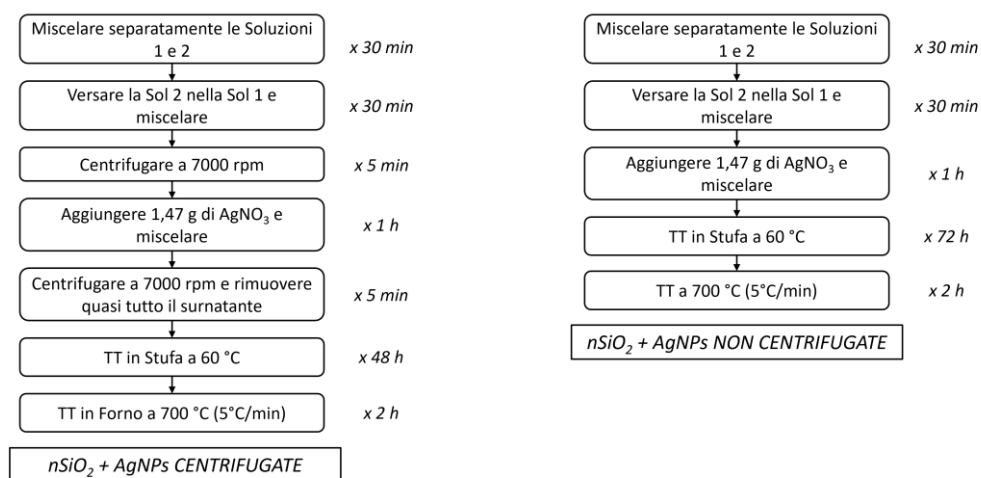 Miscelare separatamente le Soluzioni
1 e 2
x 30 min
Versare la Sol 2 nella Sol 1 e
miscelare
x 30 min
Centrifugare a 7000 rpm
x 5 min
Aggiungere 1,47 g di AgNO₃ e
miscelare
x 1 h
Centrifugare a 7000 rpm e rimuovere
quasi tutto il surnatante
x 5 min
TT in Stufa a 60 °C
x 48 h
TT in Forno a 700 °C (5°C/min)
x 2 h
nSiO₂ + AgNPs CENTRIFUGATE
Miscelare separatamente le Soluzioni
1 e 2
x 30 min
Versare la Sol 2 nella Sol 1 e
miscelare
x 30 min
Aggiungere 1,47 g di AgNO₃ e
miscelare
x 1 h
TT in Stufa a 60 °C
x 72 h
TT a 700 °C (5°C/min)
x 2 h
nSiO₂ + AgNPs NON CENTRIFUGATE